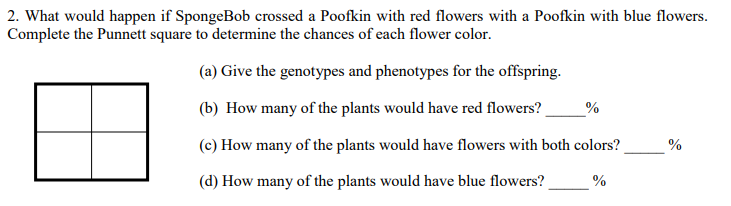 2. What would happen if SpongeBob crossed a Poofkin with red flowers with a Poofkin with blue flowers.
Complete the Punnett square to determine the chances of each flower color.
(a) Give the genotypes and phenotypes for the offspring.
(b) How many of the plants would have red flowers? _____%
(c) How many of the plants would have flowers with both colors? _____ %
(d) How many of the plants would have blue flowers? _____ %